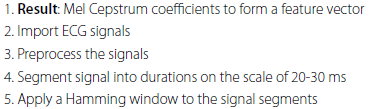 1. Result: Mel Cepstrum coefficients to form a feature vector
2. Import ECG signals
3. Preprocess the signals
4. Segment signal into durations on the scale of 20-30 ms
5. Apply a Hamming window to the signal segments